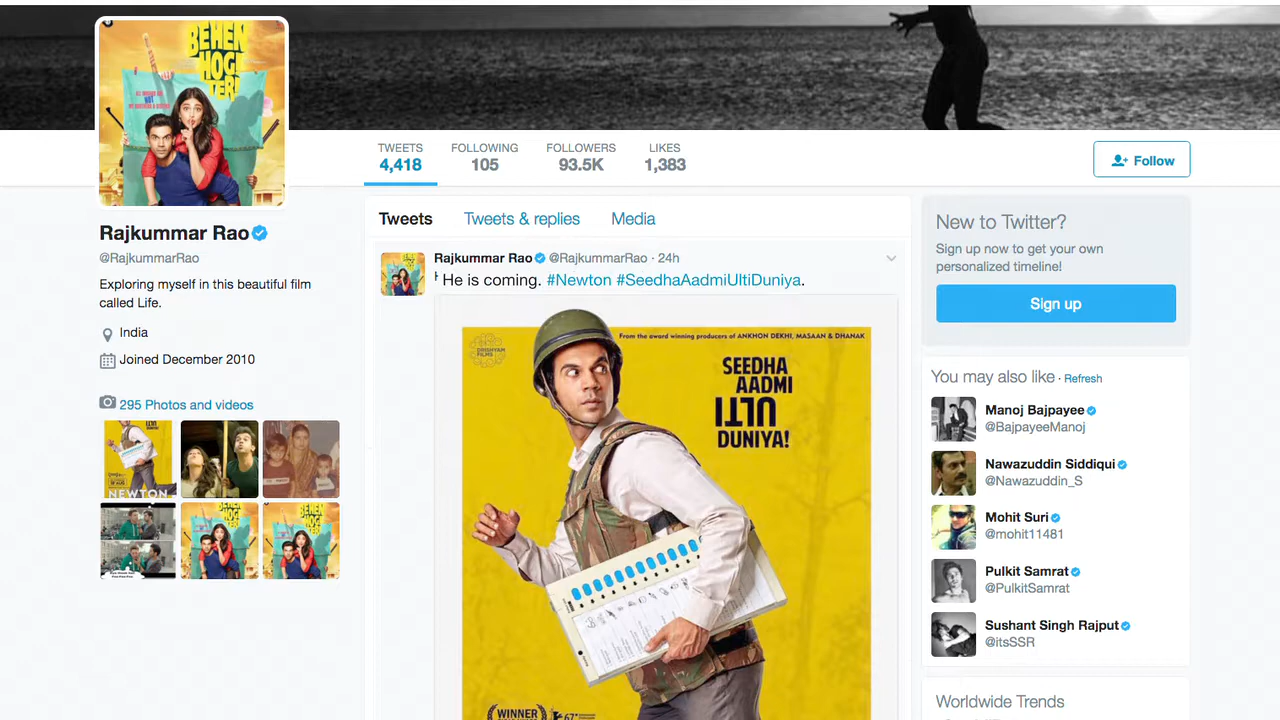 BEHEN
HOGI
TERI
TWEETS
4,418
FOLLOWING
105
FOLLOWERS
93.5K
LIKES
1,383
Follow
Rajkummar Rao
@RajkummarRao
Exploring myself in this beautiful film
called Life.
India
Joined December 2010
295 Photos and videos
NEWTON
Tweets
Tweets & replies
Media
Rajkummar Rao @RajkummarRao · 24h
He is coming. #Newton #SeedhaAadmiUltiDuniya.
DRISHYAM
FILMS
From the award winning producers of ANKHON DEKHI, MASAAN & DHANAK
SEEDHA
AADMI
ULTI
DUNIYA!
WINNER
67
New to Twitter?
Sign up now to get your own
personalized timeline!
Sign up
You may also like · Refresh
Manoj Bajpayee
@BajpayeeManoj
Nawazuddin Siddiqui
@Nawazuddin_S
Mohit Suri
@mohit11481
Pulkit Samrat
@PulkitSamrat
Sushant Singh Rajput
@itsSSR
Worldwide Trends